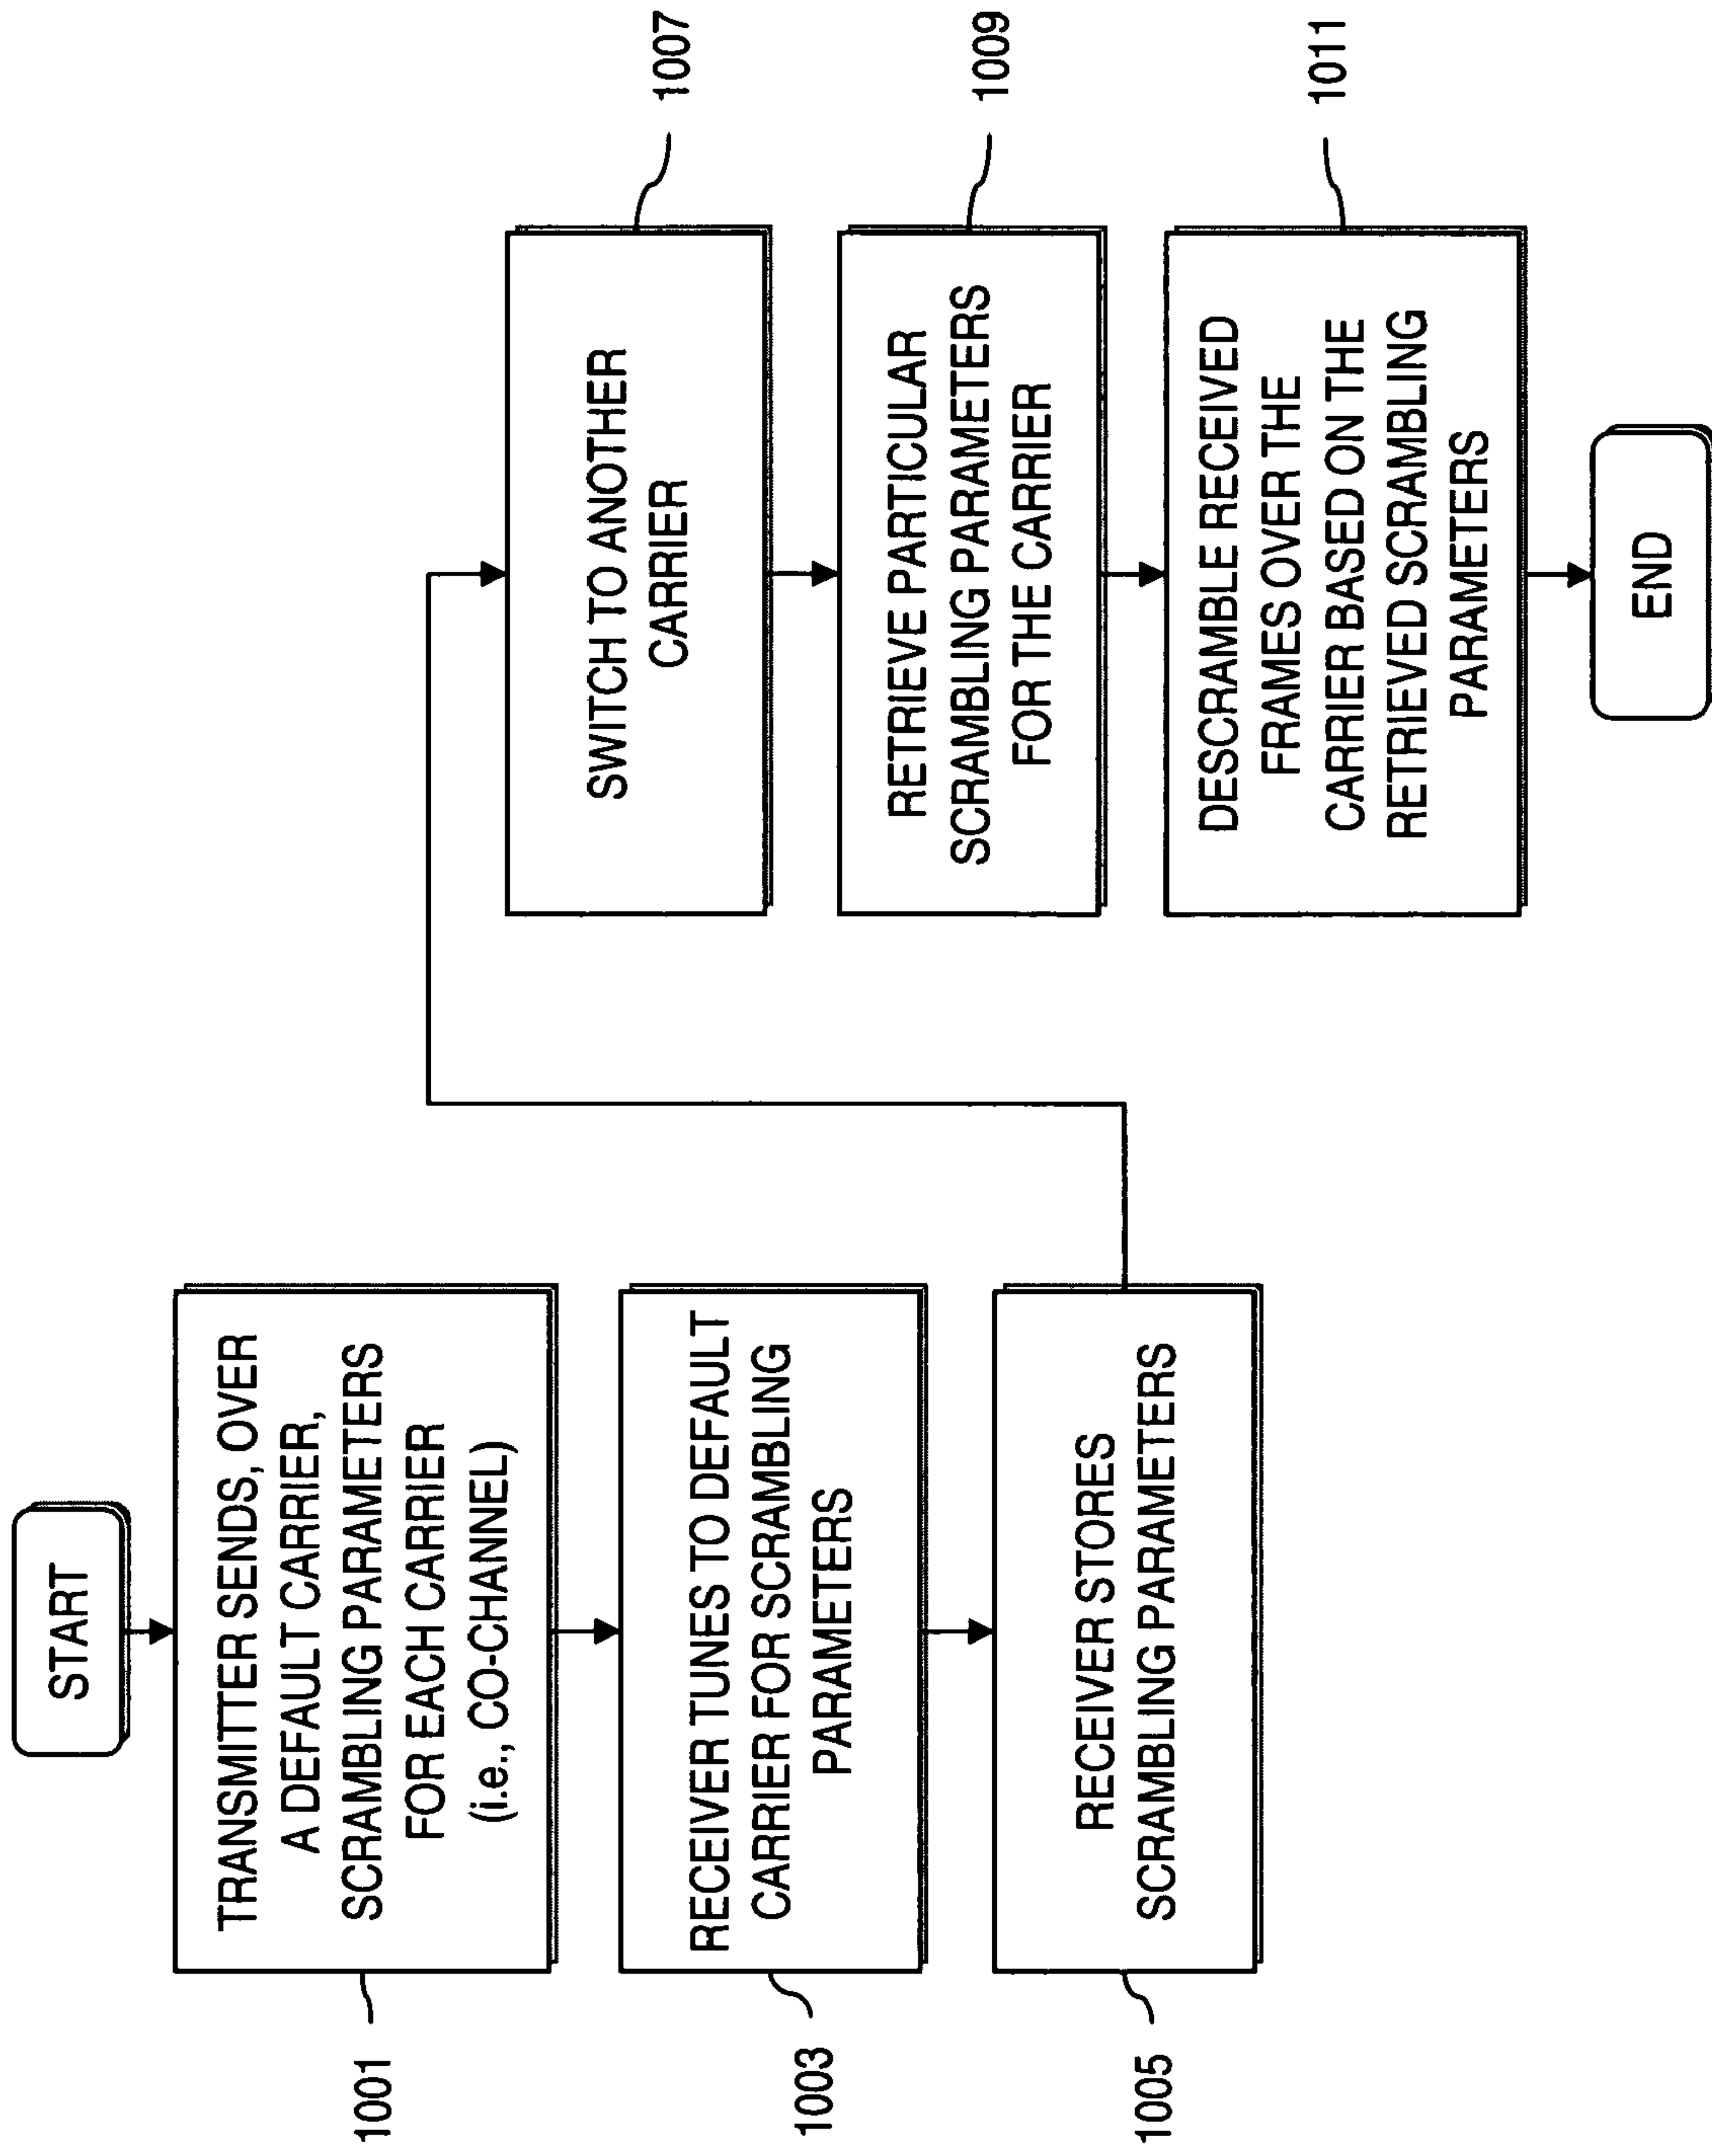 START
TRANSMITTER SENDS, OVER
A DEFAULT CARRIER,
SCRAMBLING PARAMETERS
FOR EACH CARRIER
(i.e., CO-CHANNEL)
1001
RECEIVER TUNES TO DEFAULT
CARRIER FOR SCRAMBLING
PARAMETERS
1003
RECEIVER STORES
SCRAMBLING PARAMETERS
1005
SWITCH TO ANOTHER
CARRIER
1007
RETRIEVE PARTICULAR
SCRAMBLING PARAMETERS
FOR THE CARRIER
1009
DESCRAMBLE RECEIVED
FRAMES OVER THE
CARRIER BASED ON THE
RETRIEVED SCRAMBLING
PARAMETERS
1011
END